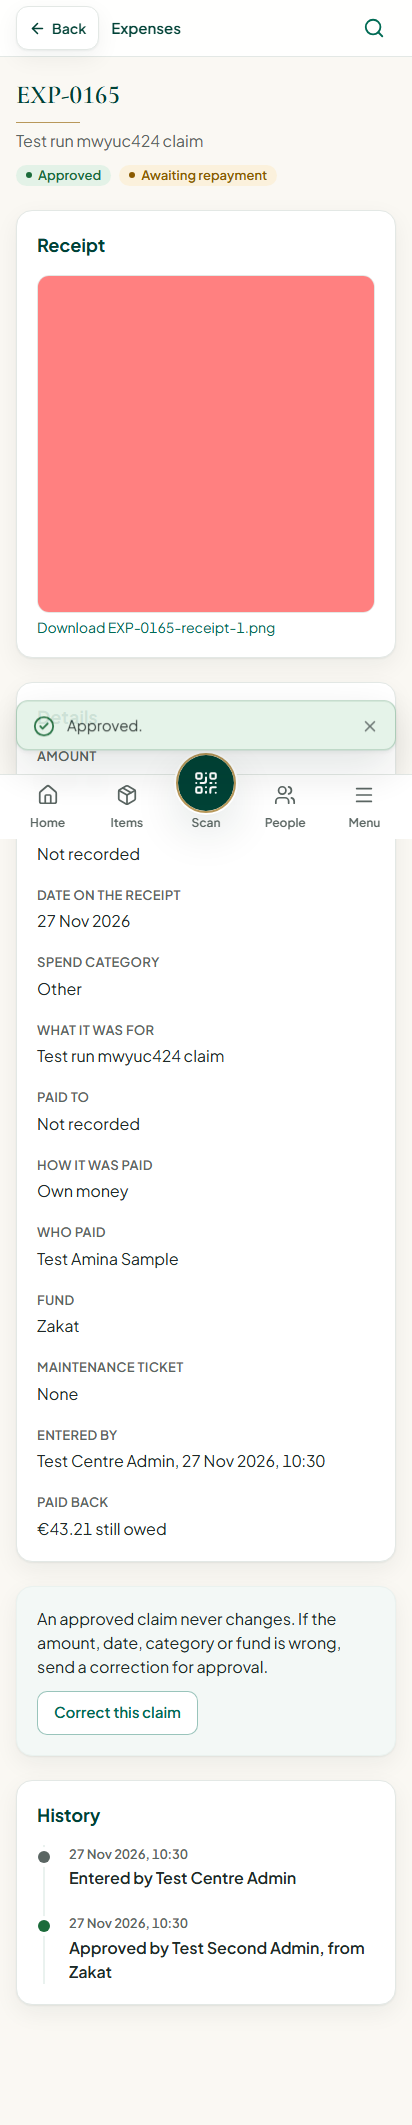 Back
Expenses
EXP-0165
Test run mwyuc424 claim
Approved
Awaiting repayment
Receipt
Download EXP-0165-receipt-1.png
Details
Approved.
AMOUNT
Home
Items
Scan
People
Menu
Not recorded
DATE ON THE RECEIPT
27 Nov 2026
SPEND CATEGORY
Other
WHAT IT WAS FOR
Test run mwyuc424 claim
PAID TO
Not recorded
HOW IT WAS PAID
Own money
WHO PAID
Test Amina Sample
FUND
Zakat
MAINTENANCE TICKET
None
ENTERED BY
Test Centre Admin, 27 Nov 2026, 10:30
PAID BACK
€43.21 still owed
An approved claim never changes. If the
amount, date, category or fund is wrong,
send a correction for approval.
Correct this claim
History
27 Nov 2026, 10:30
Entered by Test Centre Admin
27 Nov 2026, 10:30
Approved by Test Second Admin, from
Zakat